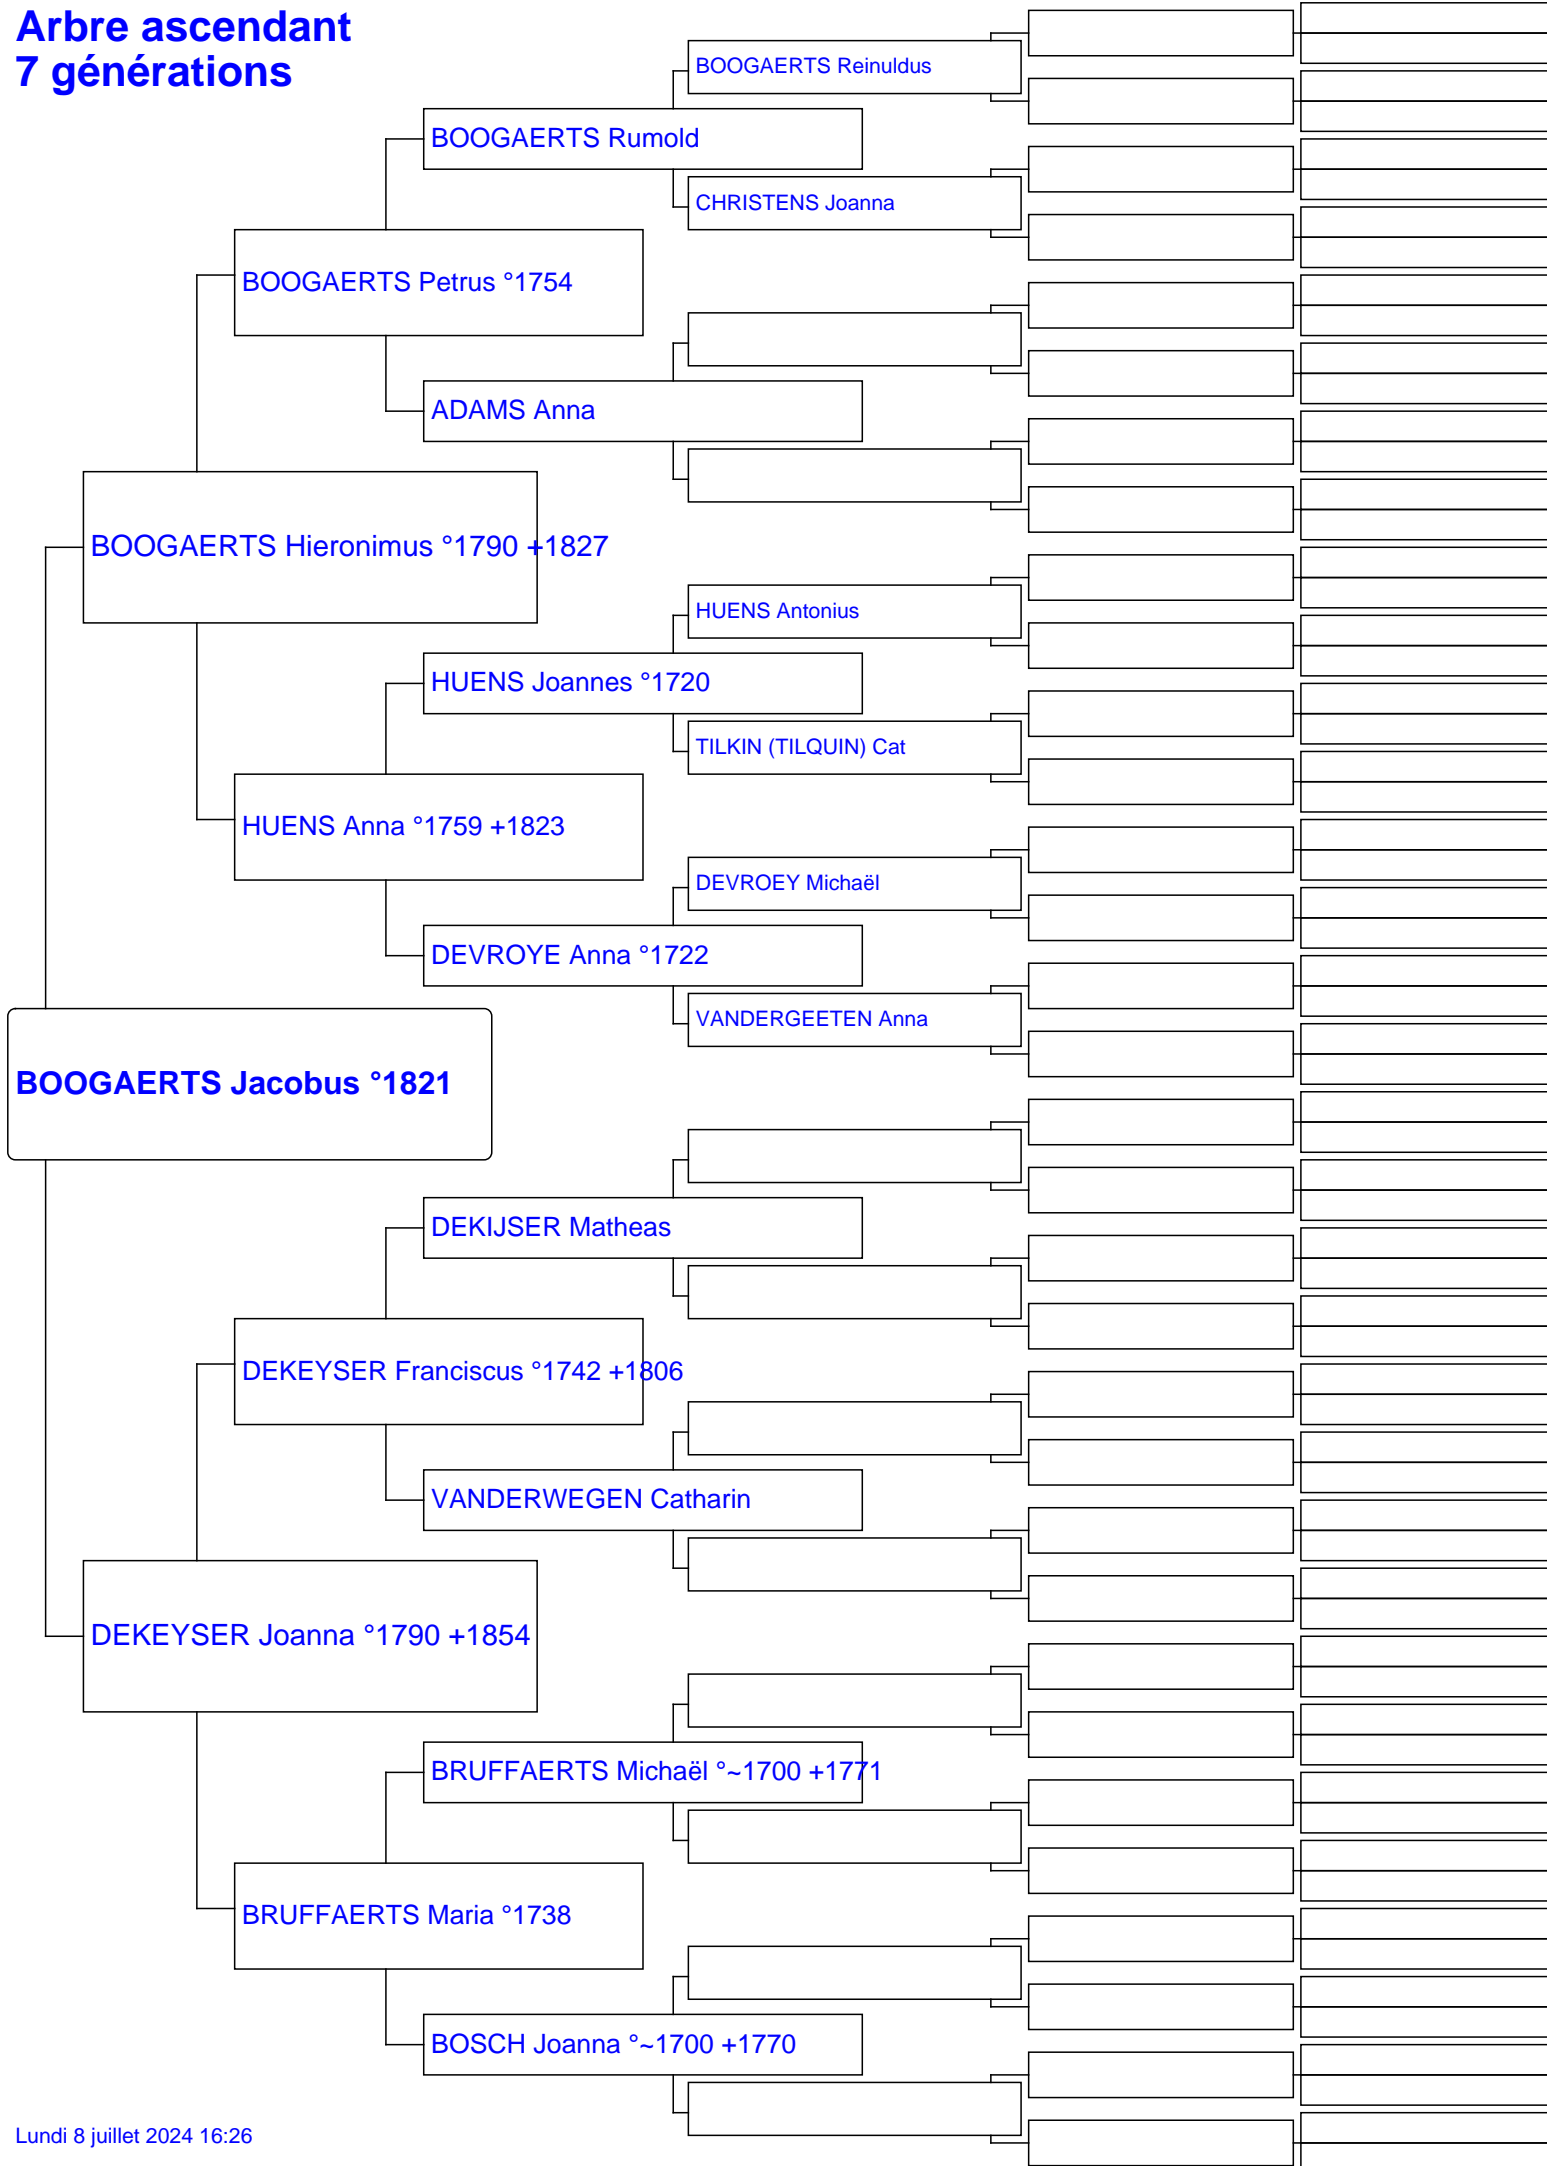 Arbre ascendant
7 générations
BOOGAERTS Reinuldus
BOOGAERTS Rumold
CHRISTENS Joanna
BOOGAERTS Petrus °1754
ADAMS Anna
BOOGAERTS Hieronimus °1790 +1827
HUENS Antonius
HUENS Joannes °1720
TILKIN (TILQUIN) Cat
HUENS Anna °1759 +1823
DEVROEY Michaël
DEVROYE Anna °1722
VANDERGEETEN Anna
BOOGAERTS Jacobus °1821
DEKIJSER Matheas
DEKEYSER Franciscus °1742 +1806
VANDERWEGEN Catharin
DEKEYSER Joanna °1790 +1854
BRUFFAERTS Michaël °~1700 +1771
BRUFFAERTS Maria °1738
BOSCH Joanna °~1700 +1770
Lundi 8 juillet 2024 16:26